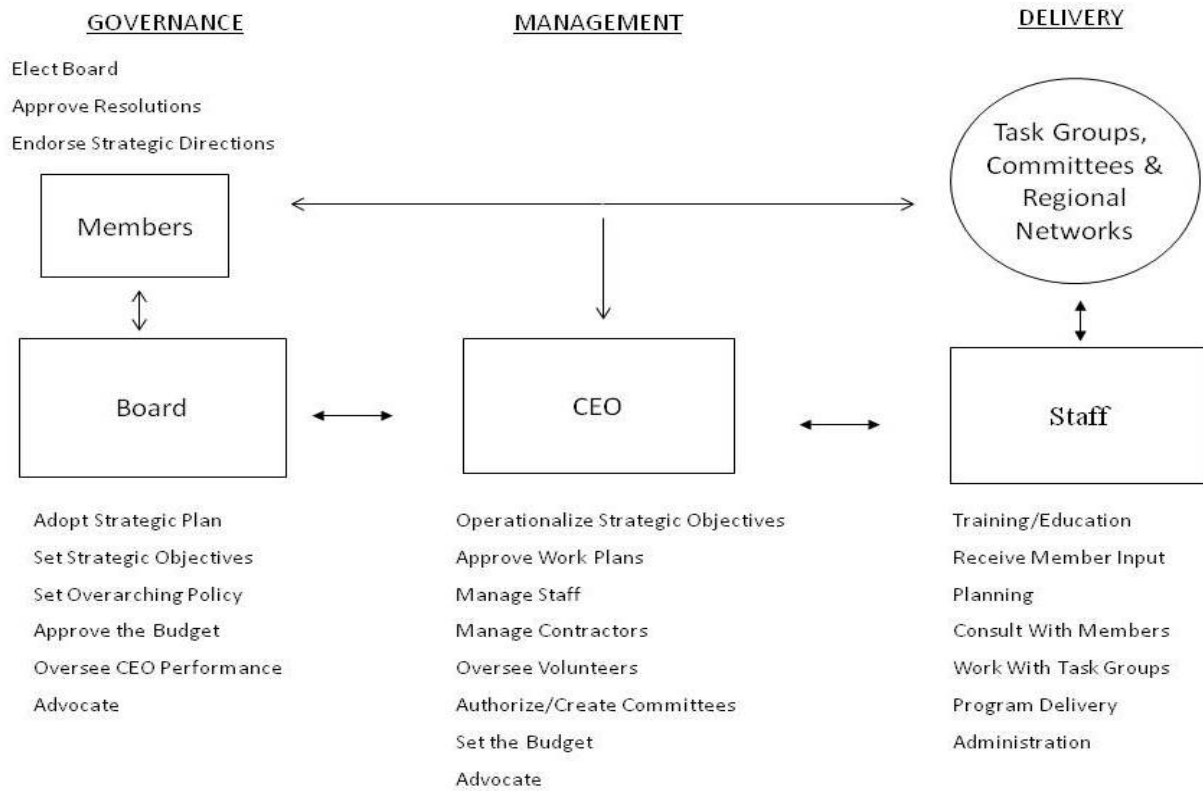 GOVERNANCE
MANAGEMENT
DELIVERY
Elect Board
Approve Resolutions
Endorse Strategic Directions
Members
Task Groups,
Committees &
Regional
Networks
Board
CEO
Staff
Adopt Strategic Plan
Set Strategic Objectives
Set Overarching Policy
Approve the Budget
Oversee CEO Performance
Advocate
Operationalize Strategic Objectives
Approve Work Plans
Manage Staff
Manage Contractors
Oversee Volunteers
Authorize/Create Committees
Set the Budget
Advocate
Training/Education
Receive Member Input
Planning
Consult With Members
Work With Task Groups
Program Delivery
Administration